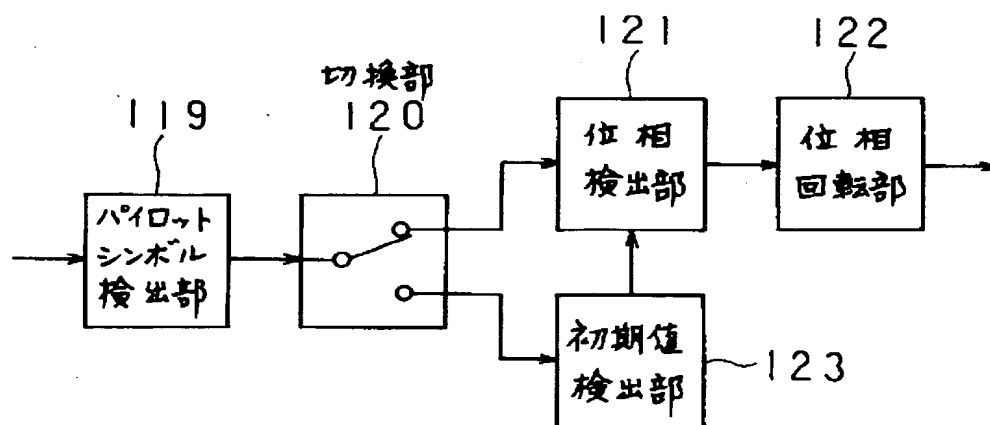 119
パイロット
シンボル
検出部
切換部
120
121
位相
検出部
122
位相
回転部
初期値
検出部
123